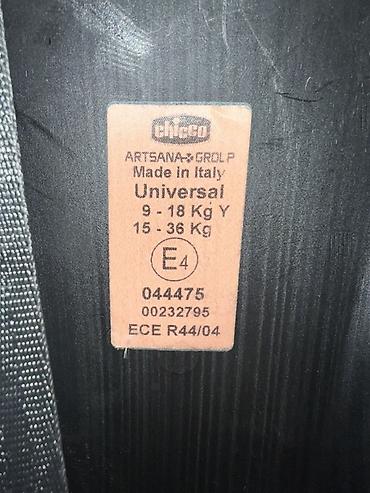 chicco
ARTSANA GROUP
Made in Italy
Universal
9 - 18 Kg Y
15 - 36 Kg
E4
044475
00232795
ECE R44/04